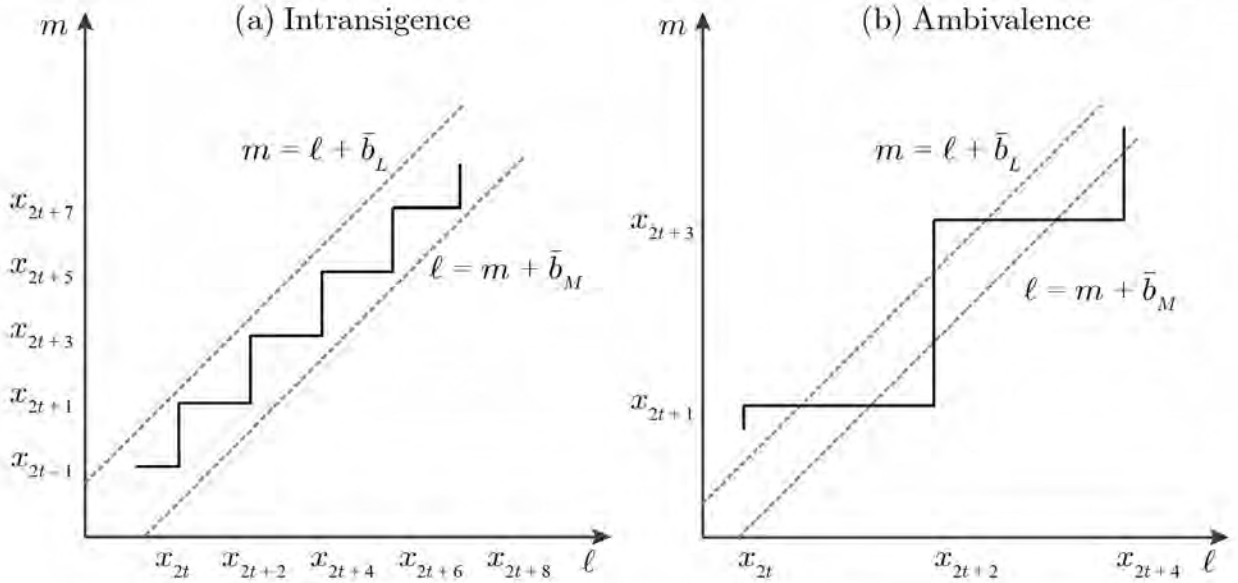 (a) Intransigence
m
m = ℓ + b̄_L
x_{2t+7}
x_{2t+5}
ℓ = m + b̄_M
x_{2t+3}
x_{2t+1}
x_{2t−1}
x_{2t} x_{2t+2} x_{2t+4} x_{2t+6} x_{2t+8} ℓ
(b) Ambivalence
m
m = ℓ + b̄_L
x_{2t+3}
ℓ = m + b̄_M
x_{2t+1}
x_{2t} x_{2t+2} x_{2t+4} ℓ